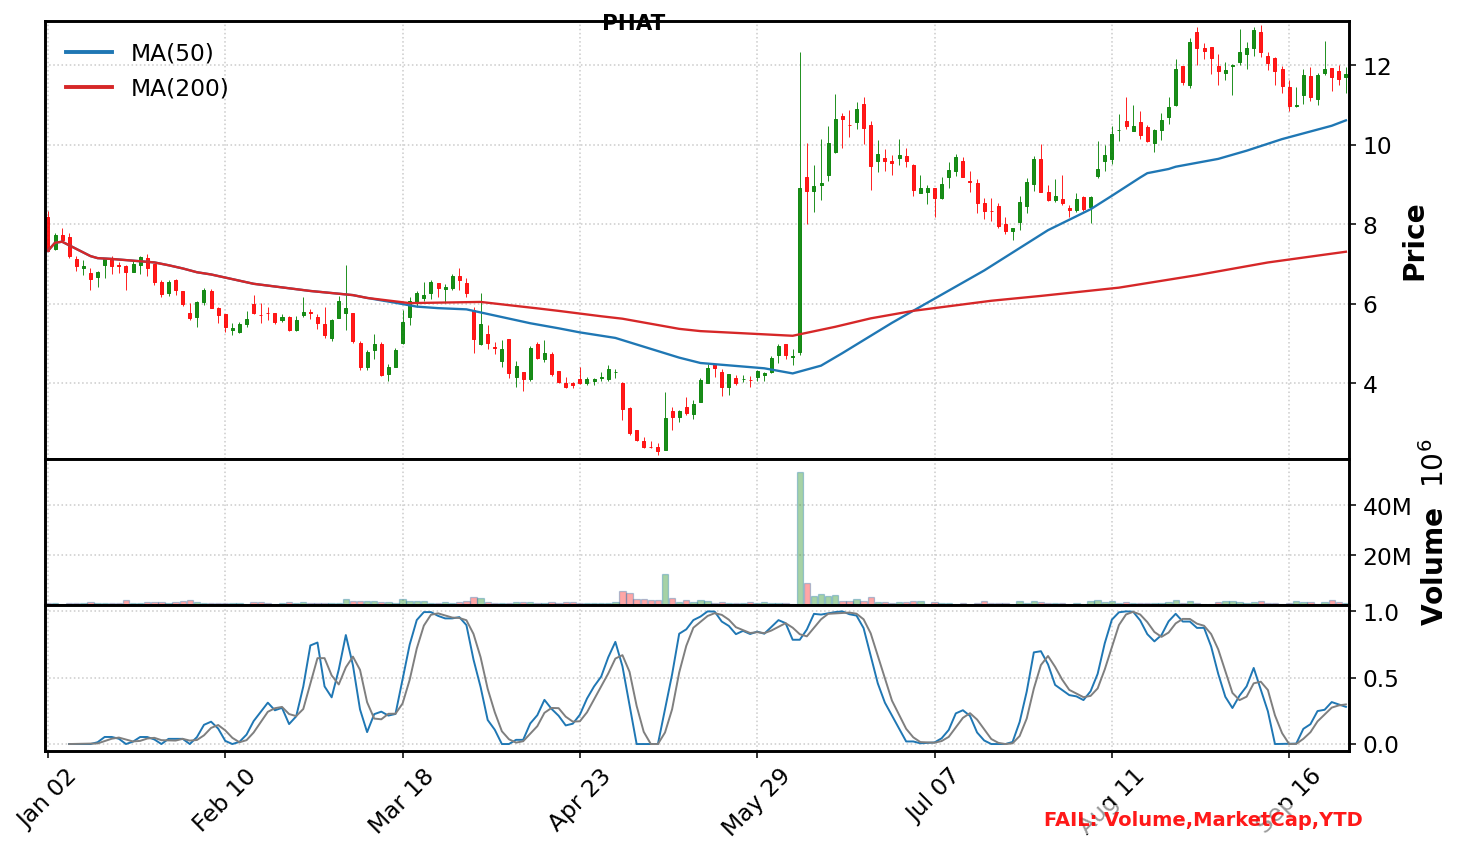 PHAT
MA(50)
MA(200)
12
10
8
6
4
Price
10^6
40M
20M
Volume
1.0
0.5
0.0
Jan 02
Feb 10
Mar 18
Apr 23
May 29
Jul 07
Aug 11
Sep 16
FAIL: Volume,MarketCap,YTD